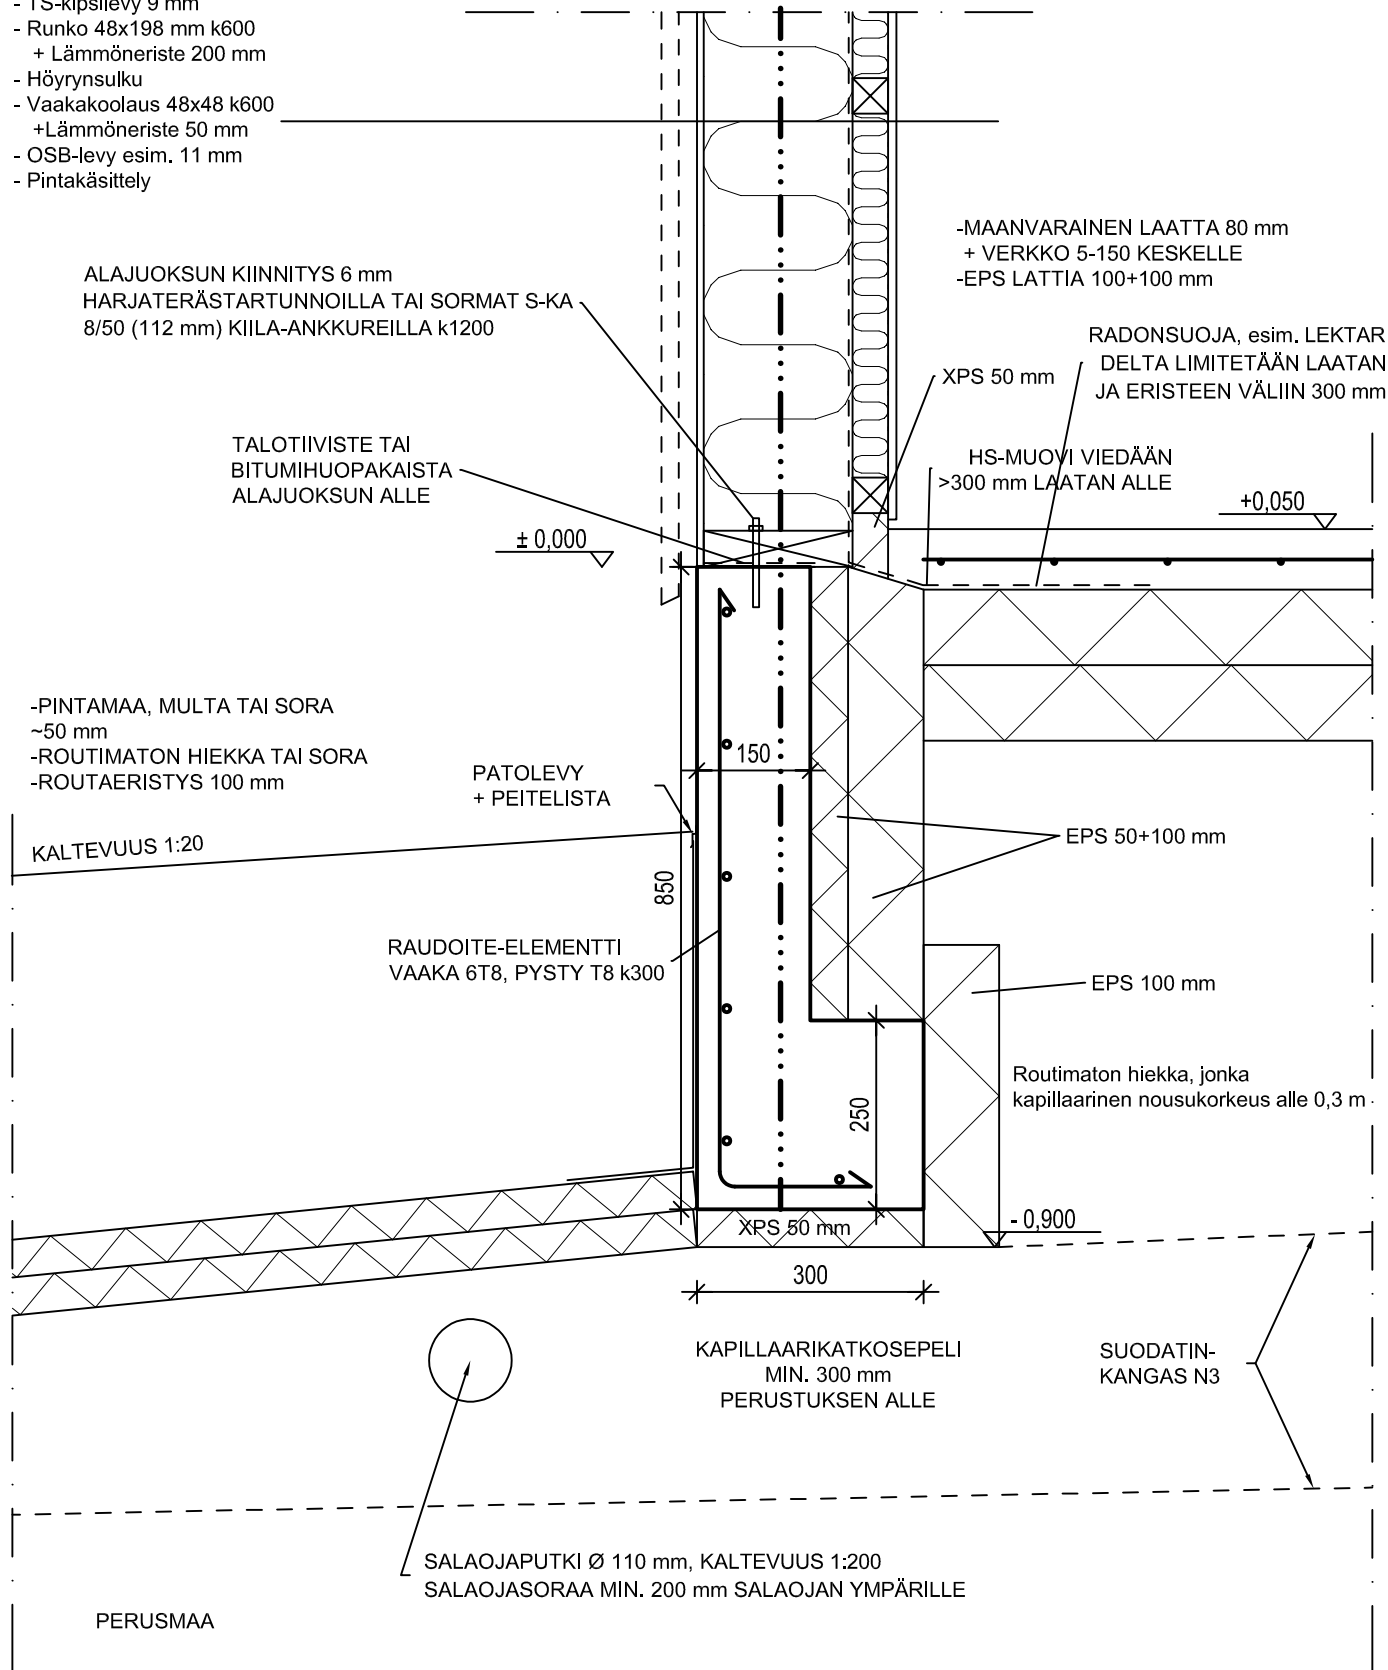 - TS-kipsilevy 9 mm
- Runko 48x198 mm k600
+ Lämmöneriste 200 mm
- Höyrynsulku
- Vaakakoolaus 48x48 k600
+Lämmöneriste 50 mm
- OSB-levy esim. 11 mm
- Pintakäsittely
-MAANVARAINEN LAATTA 80 mm
+ VERKKO 5-150 KESKELLE
-EPS LATTIA 100+100 mm
ALAJUOKSUN KIINNITYS 6 mm
HARJATERÄSTARTUNNOILLA TAI SORMAT S-KA
8/50 (112 mm) KIILA-ANKKUREILLA k1200
RADONSUOJA, esim. LEKTAR
DELTA LIMITETÄÄN LAATAN
JA ERISTEEN VÄLIIN 300 mm
XPS 50 mm
TALOTIIVISTE TAI
BITUMIHUOPAKAISTA
ALAJUOKSUN ALLE
HS-MUOVI VIEDÄÄN
>300 mm LAATAN ALLE
+0,050
± 0,000
-PINTAMAA, MULTA TAI SORA
~50 mm
-ROUTIMATON HIEKKA TAI SORA
-ROUTAERISTYS 100 mm
150
PATOLEVY
+ PEITELISTA
KALTEVUUS 1:20
EPS 50+100 mm
850
RAUDOITE-ELEMENTTI
VAAKA 6T8, PYSTY T8 k300
EPS 100 mm
Routimaton hiekka, jonka
kapillaarinen nousukorkeus alle 0,3 m
250
XPS 50 mm
- 0,900
300
KAPILLAARIKATKOSEPELI
MIN. 300 mm
PERUSTUKSEN ALLE
SUODATIN-
KANGAS N3
SALAOJAPUTKI Ø 110 mm, KALTEVUUS 1:200
SALAOJASORAA MIN. 200 mm SALAOJAN YMPÄRILLE
PERUSMAA